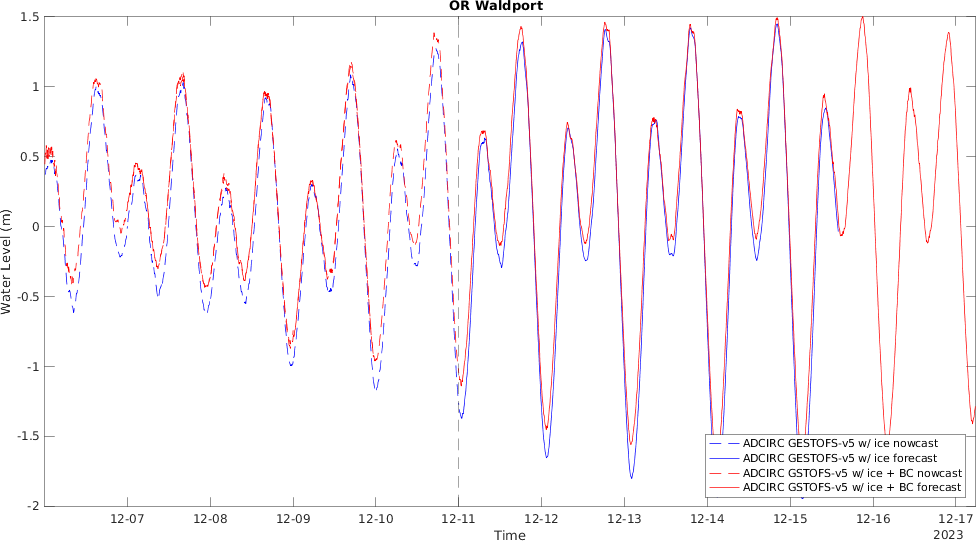 OR Waldport
1.5
1
0.5
0
-0.5
-1
-1.5
-2
Water Level (m)
ADCIRC GESTOFS-v5 w/ ice nowcast
ADCIRC GESTOFS-v5 w/ ice forecast
ADCIRC GSTOFS-v5 w/ ice + BC nowcast
ADCIRC GSTOFS-v5 w/ ice + BC forecast
12-07 12-08 12-09 12-10 12-11 12-12 12-13 12-14 12-15 12-16 12-17
Time
2023